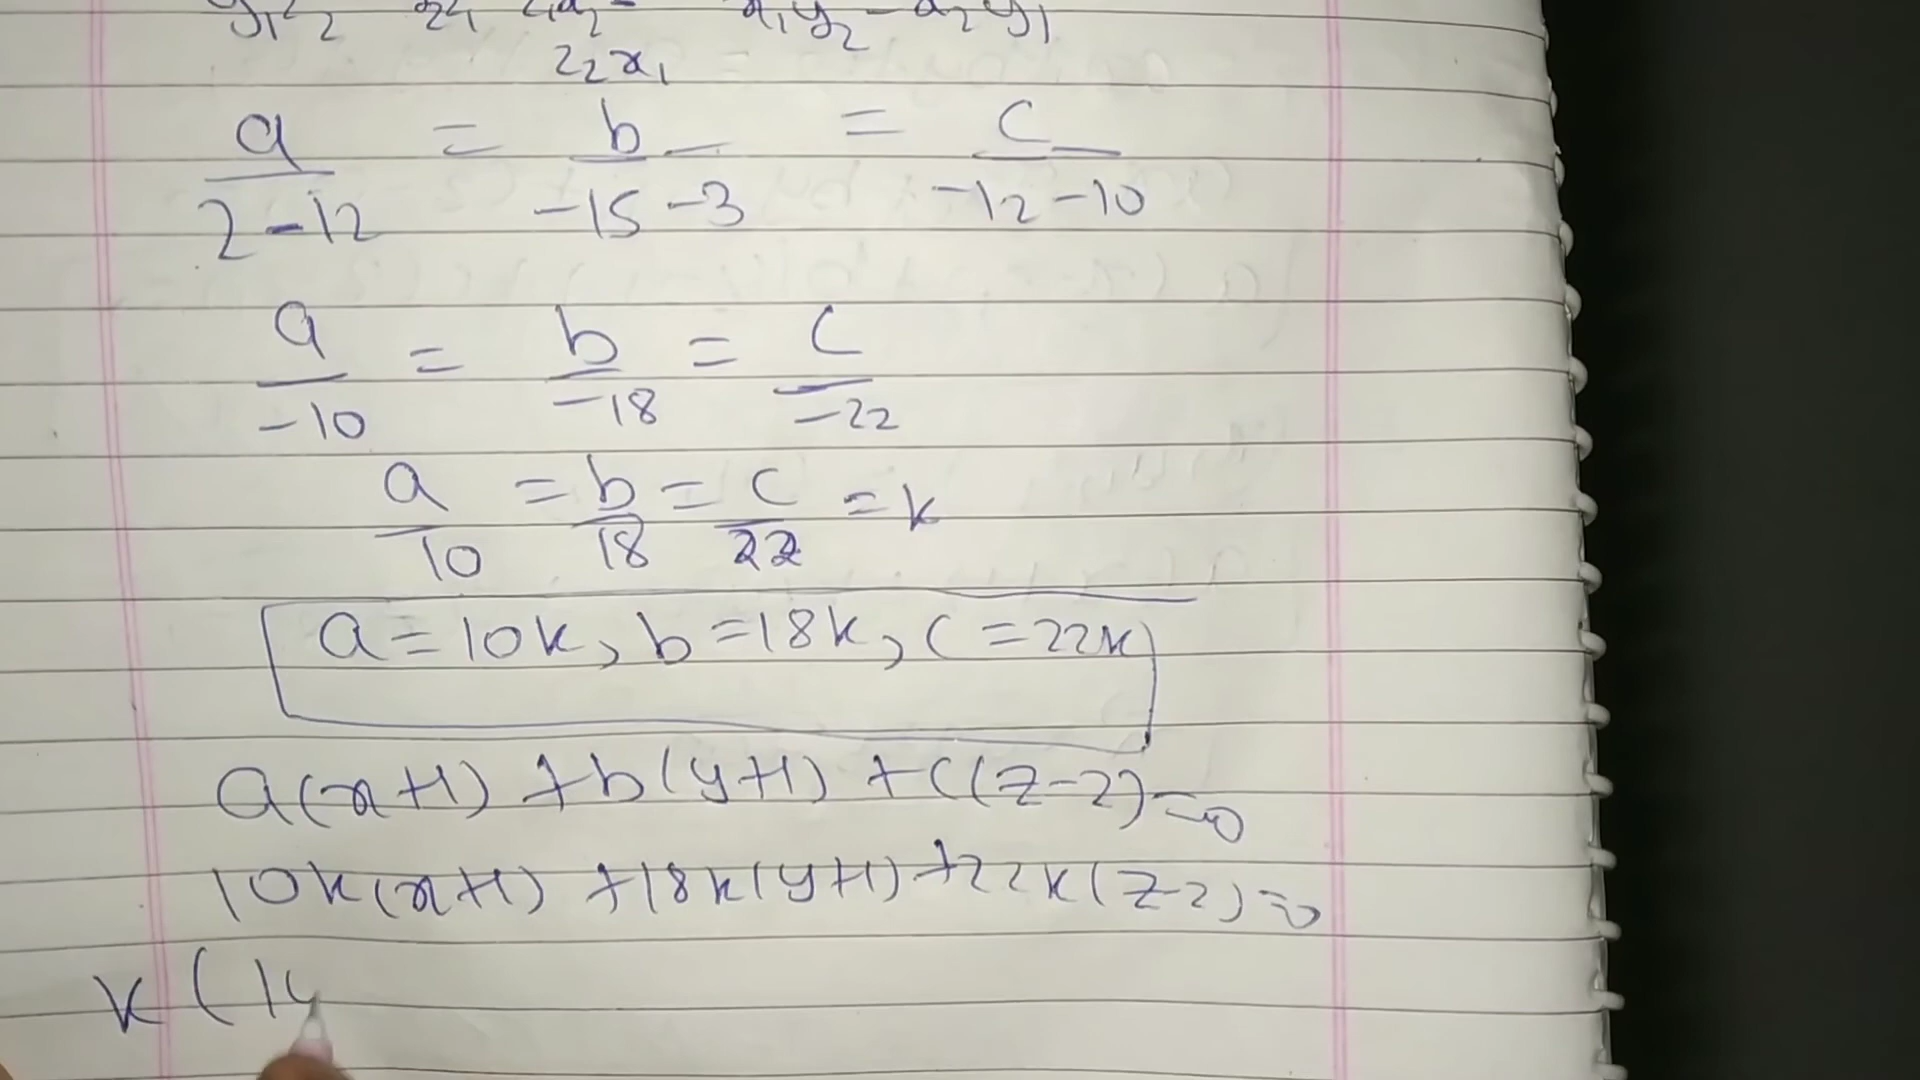 z₂x₁
a/2-12 = b/-15-3 = c/-12-10
a/-10 = b/-18 = c/-22
a/10 = b/18 = c/22 = k
a=10k, b=18k, c=22k
a(x+1) +b(y+1) +c(z-2)=0
10k(x+1) +18k(y+1)+22k(z-2)=0
k (1